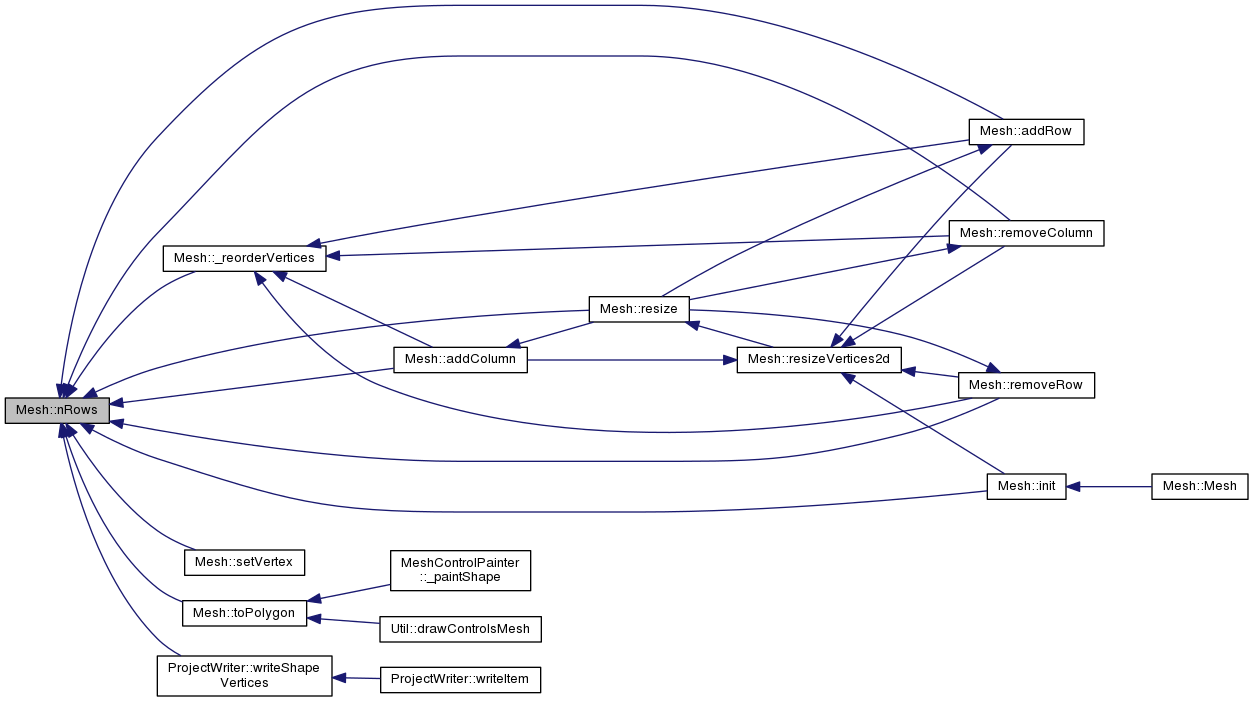 Mesh::addRow
Mesh::removeColumn
Mesh::_reorderVertices
Mesh::resize
Mesh::addColumn
Mesh::resizeVertices2d
Mesh::removeRow
Mesh::nRows
Mesh::init
Mesh::Mesh
Mesh::setVertex
MeshControlPainter
::_paintShape
Mesh::toPolygon
Util::drawControlsMesh
ProjectWriter::writeShape
Vertices
ProjectWriter::writeItem